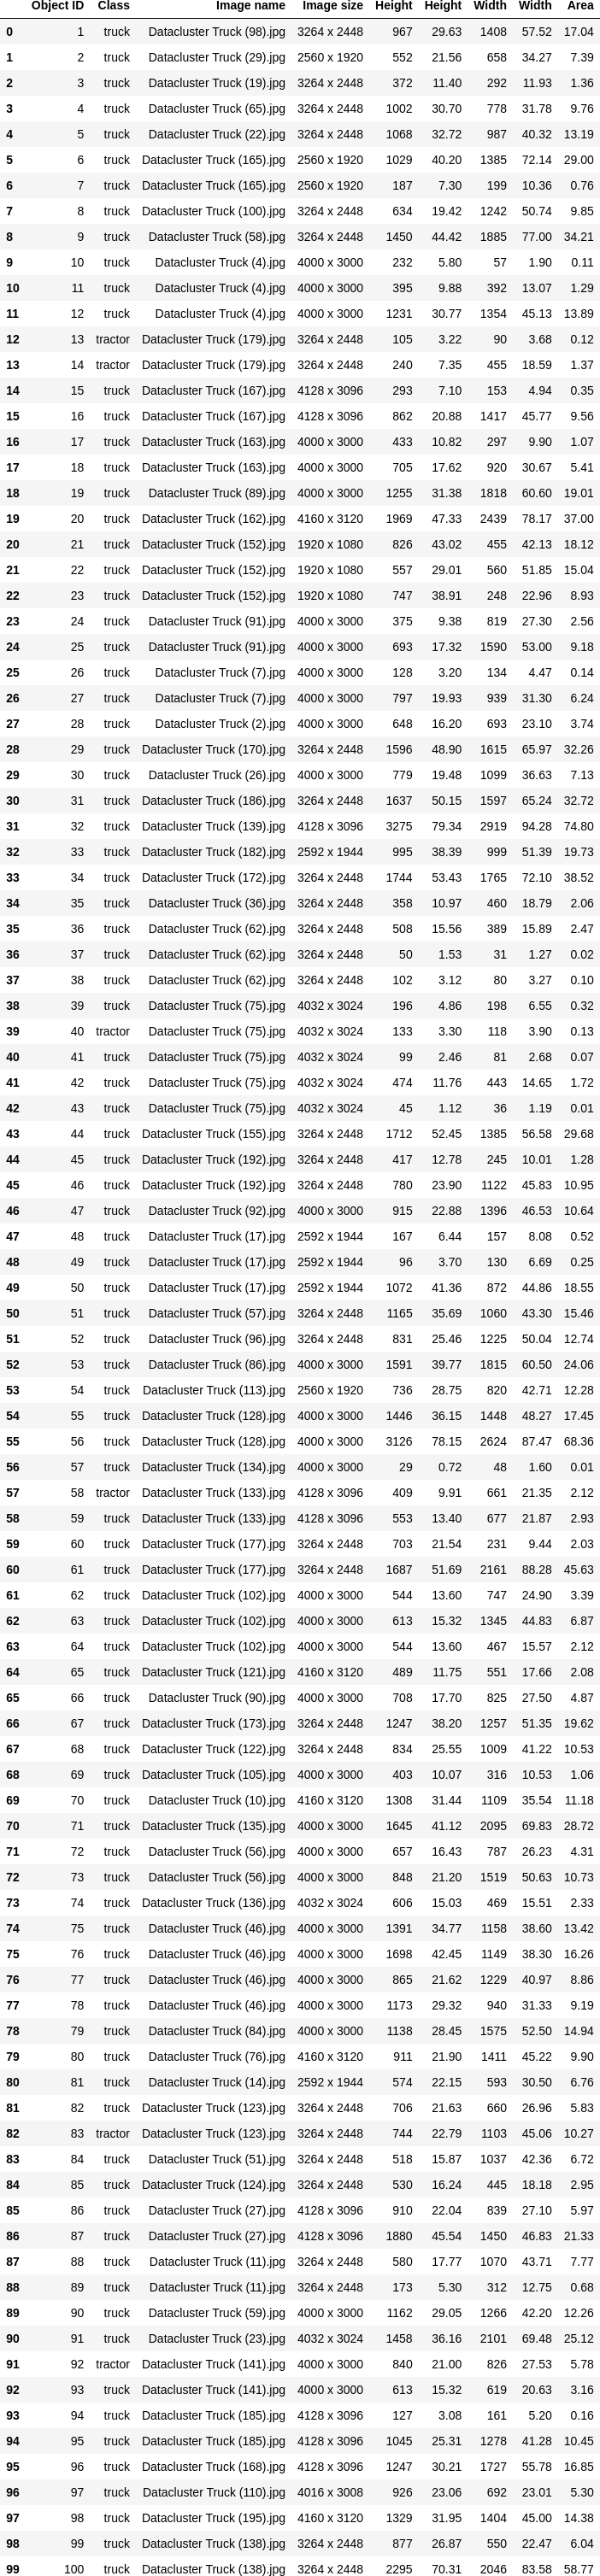 Object ID Class Image name Image size Height Height Width Width Area
0 1 truck Datacluster Truck (98).jpg 3264 x 2448 967 29.63 1408 57.52 17.04
1 2 truck Datacluster Truck (29).jpg 2560 x 1920 552 21.56 658 34.27 7.39
2 3 truck Datacluster Truck (19).jpg 3264 x 2448 372 11.40 292 11.93 1.36
3 4 truck Datacluster Truck (65).jpg 3264 x 2448 1002 30.70 778 31.78 9.76
4 5 truck Datacluster Truck (22).jpg 3264 x 2448 1068 32.72 987 40.32 13.19
5 6 truck Datacluster Truck (165).jpg 2560 x 1920 1029 40.20 1385 72.14 29.00
6 7 truck Datacluster Truck (165).jpg 2560 x 1920 187 7.30 199 10.36 0.76
7 8 truck Datacluster Truck (100).jpg 3264 x 2448 634 19.42 1242 50.74 9.85
8 9 truck Datacluster Truck (58).jpg 3264 x 2448 1450 44.42 1885 77.00 34.21
9 10 truck Datacluster Truck (4).jpg 4000 x 3000 232 5.80 57 1.90 0.11
10 11 truck Datacluster Truck (4).jpg 4000 x 3000 395 9.88 392 13.07 1.29
11 12 truck Datacluster Truck (4).jpg 4000 x 3000 1231 30.77 1354 45.13 13.89
12 13 tractor Datacluster Truck (179).jpg 3264 x 2448 105 3.22 90 3.68 0.12
13 14 tractor Datacluster Truck (179).jpg 3264 x 2448 240 7.35 455 18.59 1.37
14 15 truck Datacluster Truck (167).jpg 4128 x 3096 293 7.10 153 4.94 0.35
15 16 truck Datacluster Truck (167).jpg 4128 x 3096 862 20.88 1417 45.77 9.56
16 17 truck Datacluster Truck (163).jpg 4000 x 3000 433 10.82 297 9.90 1.07
17 18 truck Datacluster Truck (163).jpg 4000 x 3000 705 17.62 920 30.67 5.41
18 19 truck Datacluster Truck (89).jpg 4000 x 3000 1255 31.38 1818 60.60 19.01
19 20 truck Datacluster Truck (162).jpg 4160 x 3120 1969 47.33 2439 78.17 37.00
20 21 truck Datacluster Truck (152).jpg 1920 x 1080 826 43.02 455 42.13 18.12
21 22 truck Datacluster Truck (152).jpg 1920 x 1080 557 29.01 560 51.85 15.04
22 23 truck Datacluster Truck (152).jpg 1920 x 1080 747 38.91 248 22.96 8.93
23 24 truck Datacluster Truck (91).jpg 4000 x 3000 375 9.38 819 27.30 2.56
24 25 truck Datacluster Truck (91).jpg 4000 x 3000 693 17.32 1590 53.00 9.18
25 26 truck Datacluster Truck (7).jpg 4000 x 3000 128 3.20 134 4.47 0.14
26 27 truck Datacluster Truck (7).jpg 4000 x 3000 797 19.93 939 31.30 6.24
27 28 truck Datacluster Truck (2).jpg 4000 x 3000 648 16.20 693 23.10 3.74
28 29 truck Datacluster Truck (170).jpg 3264 x 2448 1596 48.90 1615 65.97 32.26
29 30 truck Datacluster Truck (26).jpg 4000 x 3000 779 19.48 1099 36.63 7.13
30 31 truck Datacluster Truck (186).jpg 3264 x 2448 1637 50.15 1597 65.24 32.72
31 32 truck Datacluster Truck (139).jpg 4128 x 3096 3275 79.34 2919 94.28 74.80
32 33 truck Datacluster Truck (182).jpg 2592 x 1944 995 38.39 999 51.39 19.73
33 34 truck Datacluster Truck (172).jpg 3264 x 2448 1744 53.43 1765 72.10 38.52
34 35 truck Datacluster Truck (36).jpg 3264 x 2448 358 10.97 460 18.79 2.06
35 36 truck Datacluster Truck (62).jpg 3264 x 2448 508 15.56 389 15.89 2.47
36 37 truck Datacluster Truck (62).jpg 3264 x 2448 50 1.53 31 1.27 0.02
37 38 truck Datacluster Truck (62).jpg 3264 x 2448 102 3.12 80 3.27 0.10
38 39 truck Datacluster Truck (75).jpg 4032 x 3024 196 4.86 198 6.55 0.32
39 40 tractor Datacluster Truck (75).jpg 4032 x 3024 133 3.30 118 3.90 0.13
40 41 truck Datacluster Truck (75).jpg 4032 x 3024 99 2.46 81 2.68 0.07
41 42 truck Datacluster Truck (75).jpg 4032 x 3024 474 11.76 443 14.65 1.72
42 43 truck Datacluster Truck (75).jpg 4032 x 3024 45 1.12 36 1.19 0.01
43 44 truck Datacluster Truck (155).jpg 3264 x 2448 1712 52.45 1385 56.58 29.68
44 45 truck Datacluster Truck (192).jpg 3264 x 2448 417 12.78 245 10.01 1.28
45 46 truck Datacluster Truck (192).jpg 3264 x 2448 780 23.90 1122 45.83 10.95
46 47 truck Datacluster Truck (92).jpg 4000 x 3000 915 22.88 1396 46.53 10.64
47 48 truck Datacluster Truck (17).jpg 2592 x 1944 167 6.44 157 8.08 0.52
48 49 truck Datacluster Truck (17).jpg 2592 x 1944 96 3.70 130 6.69 0.25
49 50 truck Datacluster Truck (17).jpg 2592 x 1944 1072 41.36 872 44.86 18.55
50 51 truck Datacluster Truck (57).jpg 3264 x 2448 1165 35.69 1060 43.30 15.46
51 52 truck Datacluster Truck (96).jpg 3264 x 2448 831 25.46 1225 50.04 12.74
52 53 truck Datacluster Truck (86).jpg 4000 x 3000 1591 39.77 1815 60.50 24.06
53 54 truck Datacluster Truck (113).jpg 2560 x 1920 736 28.75 820 42.71 12.28
54 55 truck Datacluster Truck (128).jpg 4000 x 3000 1446 36.15 1448 48.27 17.45
55 56 truck Datacluster Truck (128).jpg 4000 x 3000 3126 78.15 2624 87.47 68.36
56 57 truck Datacluster Truck (134).jpg 4000 x 3000 29 0.72 48 1.60 0.01
57 58 tractor Datacluster Truck (133).jpg 4128 x 3096 409 9.91 661 21.35 2.12
58 59 truck Datacluster Truck (133).jpg 4128 x 3096 553 13.40 677 21.87 2.93
59 60 truck Datacluster Truck (177).jpg 3264 x 2448 703 21.54 231 9.44 2.03
60 61 truck Datacluster Truck (177).jpg 3264 x 2448 1687 51.69 2161 88.28 45.63
61 62 truck Datacluster Truck (102).jpg 4000 x 3000 544 13.60 747 24.90 3.39
62 63 truck Datacluster Truck (102).jpg 4000 x 3000 613 15.32 1345 44.83 6.87
63 64 truck Datacluster Truck (102).jpg 4000 x 3000 544 13.60 467 15.57 2.12
64 65 truck Datacluster Truck (121).jpg 4160 x 3120 489 11.75 551 17.66 2.08
65 66 truck Datacluster Truck (90).jpg 4000 x 3000 708 17.70 825 27.50 4.87
66 67 truck Datacluster Truck (173).jpg 3264 x 2448 1247 38.20 1257 51.35 19.62
67 68 truck Datacluster Truck (122).jpg 3264 x 2448 834 25.55 1009 41.22 10.53
68 69 truck Datacluster Truck (105).jpg 4000 x 3000 403 10.07 316 10.53 1.06
69 70 truck Datacluster Truck (10).jpg 4160 x 3120 1308 31.44 1109 35.54 11.18
70 71 truck Datacluster Truck (135).jpg 4000 x 3000 1645 41.12 2095 69.83 28.72
71 72 truck Datacluster Truck (56).jpg 4000 x 3000 657 16.43 787 26.23 4.31
72 73 truck Datacluster Truck (56).jpg 4000 x 3000 848 21.20 1519 50.63 10.73
73 74 truck Datacluster Truck (136).jpg 4032 x 3024 606 15.03 469 15.51 2.33
74 75 truck Datacluster Truck (46).jpg 4000 x 3000 1391 34.77 1158 38.60 13.42
75 76 truck Datacluster Truck (46).jpg 4000 x 3000 1698 42.45 1149 38.30 16.26
76 77 truck Datacluster Truck (46).jpg 4000 x 3000 865 21.62 1229 40.97 8.86
77 78 truck Datacluster Truck (46).jpg 4000 x 3000 1173 29.32 940 31.33 9.19
78 79 truck Datacluster Truck (84).jpg 4000 x 3000 1138 28.45 1575 52.50 14.94
79 80 truck Datacluster Truck (76).jpg 4160 x 3120 911 21.90 1411 45.22 9.90
80 81 truck Datacluster Truck (14).jpg 2592 x 1944 574 22.15 593 30.50 6.76
81 82 truck Datacluster Truck (123).jpg 3264 x 2448 706 21.63 660 26.96 5.83
82 83 tractor Datacluster Truck (123).jpg 3264 x 2448 744 22.79 1103 45.06 10.27
83 84 truck Datacluster Truck (51).jpg 3264 x 2448 518 15.87 1037 42.36 6.72
84 85 truck Datacluster Truck (124).jpg 3264 x 2448 530 16.24 445 18.18 2.95
85 86 truck Datacluster Truck (27).jpg 4128 x 3096 910 22.04 839 27.10 5.97
86 87 truck Datacluster Truck (27).jpg 4128 x 3096 1880 45.54 1450 46.83 21.33
87 88 truck Datacluster Truck (11).jpg 3264 x 2448 580 17.77 1070 43.71 7.77
88 89 truck Datacluster Truck (11).jpg 3264 x 2448 173 5.30 312 12.75 0.68
89 90 truck Datacluster Truck (59).jpg 4000 x 3000 1162 29.05 1266 42.20 12.26
90 91 truck Datacluster Truck (23).jpg 4032 x 3024 1458 36.16 2101 69.48 25.12
91 92 tractor Datacluster Truck (141).jpg 4000 x 3000 840 21.00 826 27.53 5.78
92 93 truck Datacluster Truck (141).jpg 4000 x 3000 613 15.32 619 20.63 3.16
93 94 truck Datacluster Truck (185).jpg 4128 x 3096 127 3.08 161 5.20 0.16
94 95 truck Datacluster Truck (185).jpg 4128 x 3096 1045 25.31 1278 41.28 10.45
95 96 truck Datacluster Truck (168).jpg 4128 x 3096 1247 30.21 1727 55.78 16.85
96 97 truck Datacluster Truck (110).jpg 4016 x 3008 926 23.06 692 23.01 5.30
97 98 truck Datacluster Truck (195).jpg 4160 x 3120 1329 31.95 1404 45.00 14.38
98 99 truck Datacluster Truck (138).jpg 3264 x 2448 877 26.87 550 22.47 6.04
99 100 truck Datacluster Truck (138).jpg 3264 x 2448 2295 70.31 2046 83.58 58.77